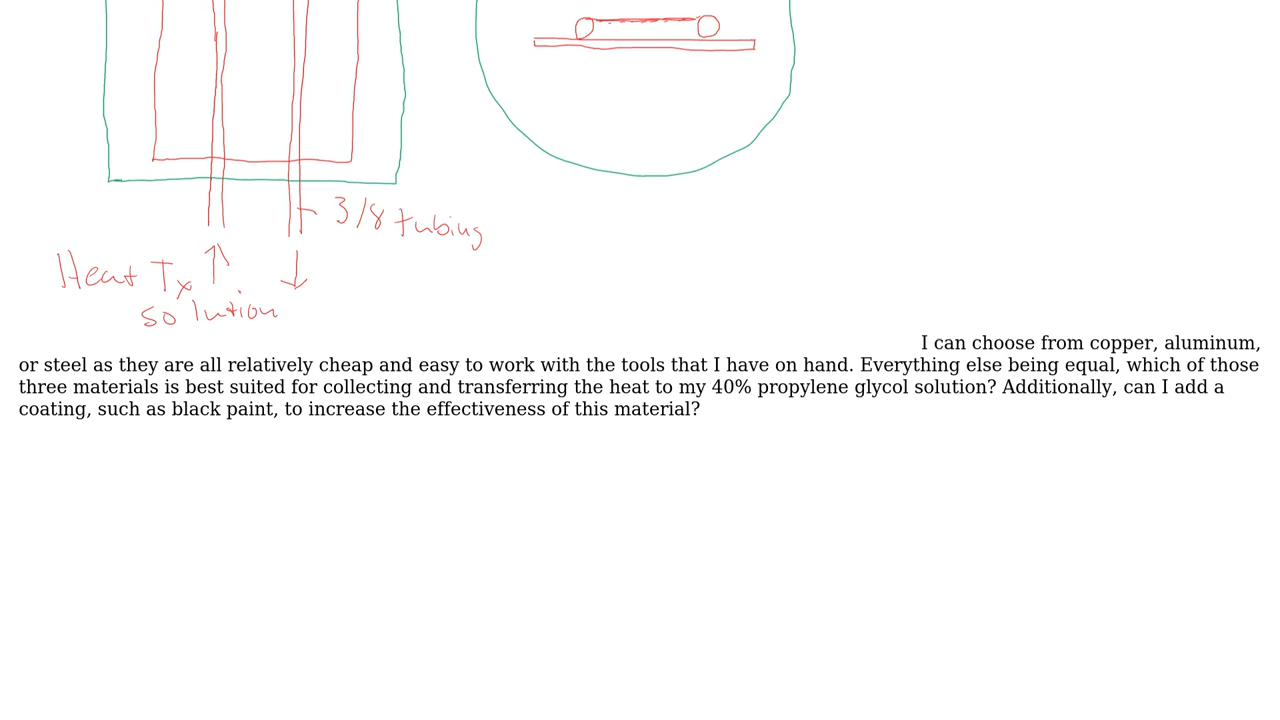 3/8 tubing
Heat Tx
solution
I can choose from copper, aluminum,
or steel as they are all relatively cheap and easy to work with the tools that I have on hand. Everything else being equal, which of those
three materials is best suited for collecting and transferring the heat to my 40% propylene glycol solution? Additionally, can I add a
coating, such as black paint, to increase the effectiveness of this material?